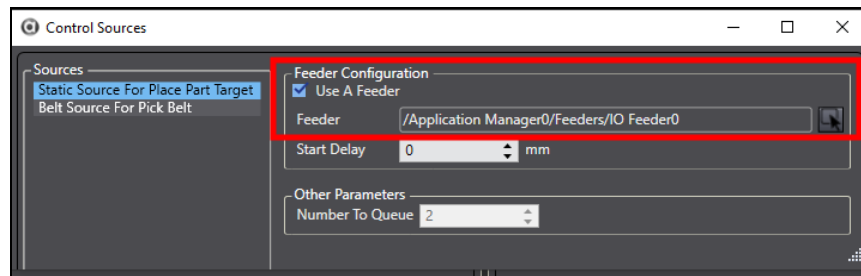 Control Sources
Sources
Static Source For Place Part Target
Belt Source For Pick Belt
Feeder Configuration
Use A Feeder
Feeder /Application Manager0/Feeders/IO Feeder0
Start Delay 0 mm
Other Parameters
Number To Queue 2